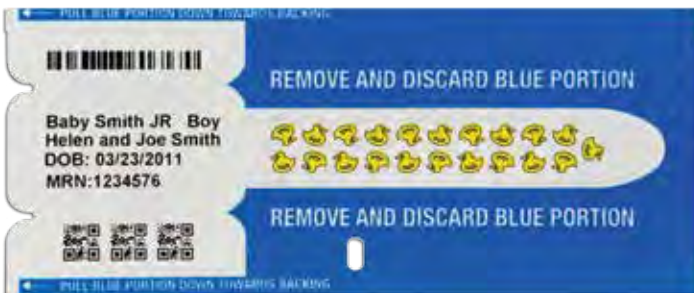 PULL BLUE PORTION DOWN TOWARDS BACKING
REMOVE AND DISCARD BLUE PORTION
Baby Smith JR Boy
Helen and Joe Smith
DOB: 03/23/2011
MRN:1234576
REMOVE AND DISCARD BLUE PORTION
PULL BLUE PORTION DOWN TOWARDS BACKING